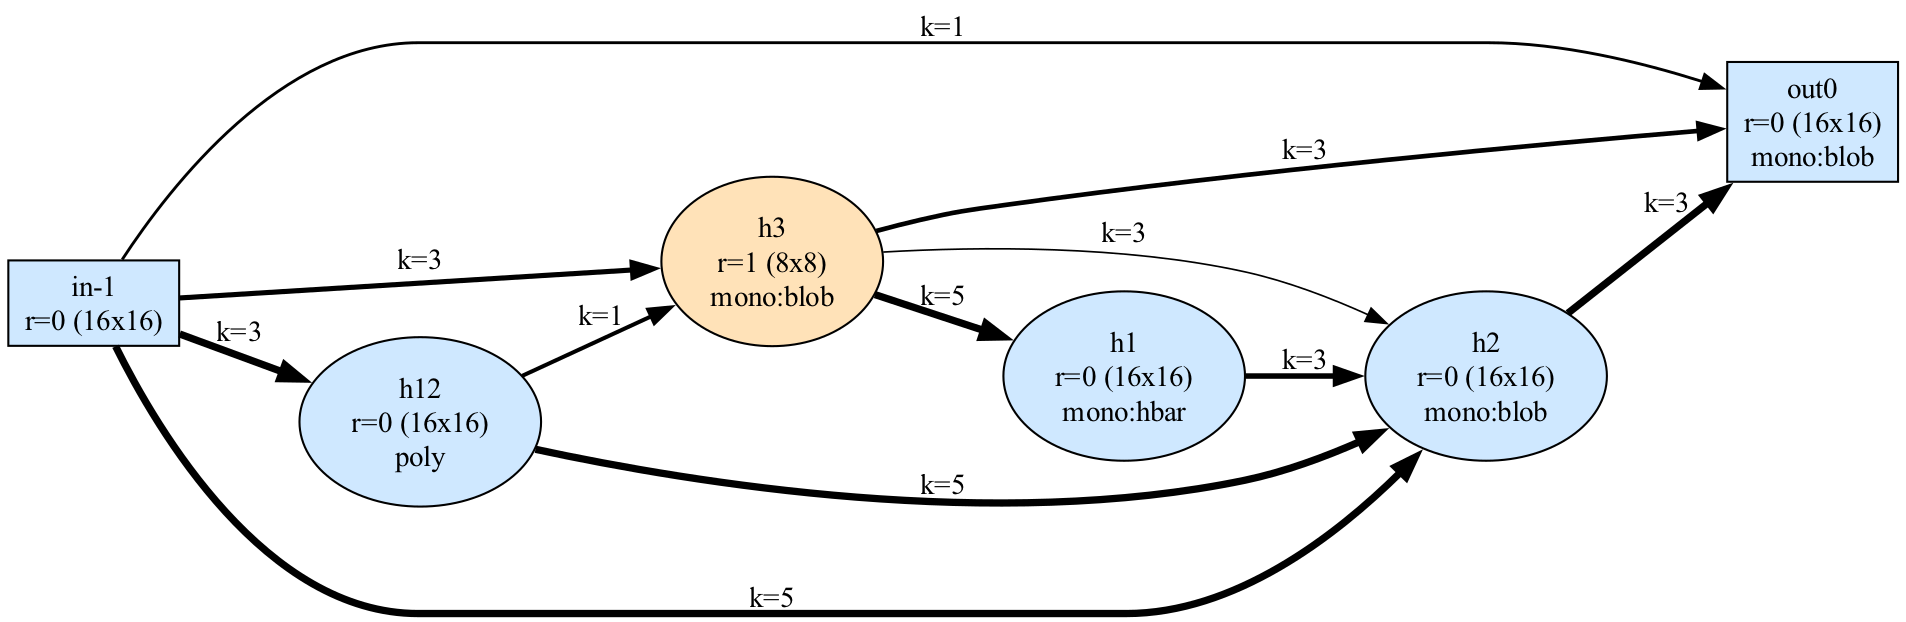 k=1
out0
r=0 (16x16)
mono:blob
k=3
k=3
h3
r=1 (8x8)
mono:blob
k=3
k=3
in-1
r=0 (16x16)
k=3
k=1
k=5
h1
r=0 (16x16)
mono:hbar
k=3
h2
r=0 (16x16)
mono:blob
h12
r=0 (16x16)
poly
k=5
k=5